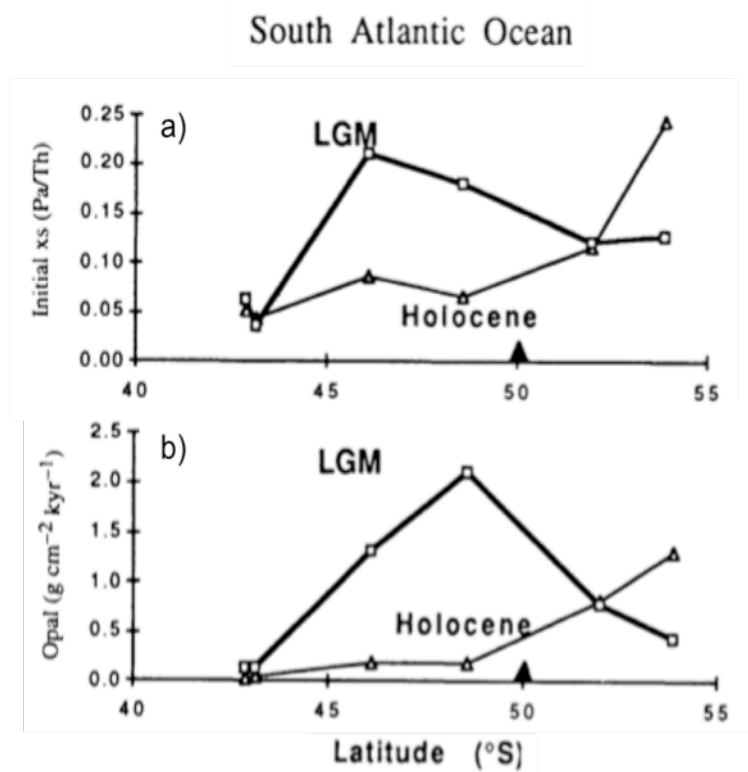 South Atlantic Ocean
a)
LGM
Initial xs (Pa/Th)
0.25
0.20
0.15
0.10
0.05
0.00
Holocene
40
45
50
55
b)
LGM
Opal (g cm⁻² kyr⁻¹)
2.5
2.0
1.5
1.0
0.5
0.0
Holocene
40
45
50
55
Latitude (°S)